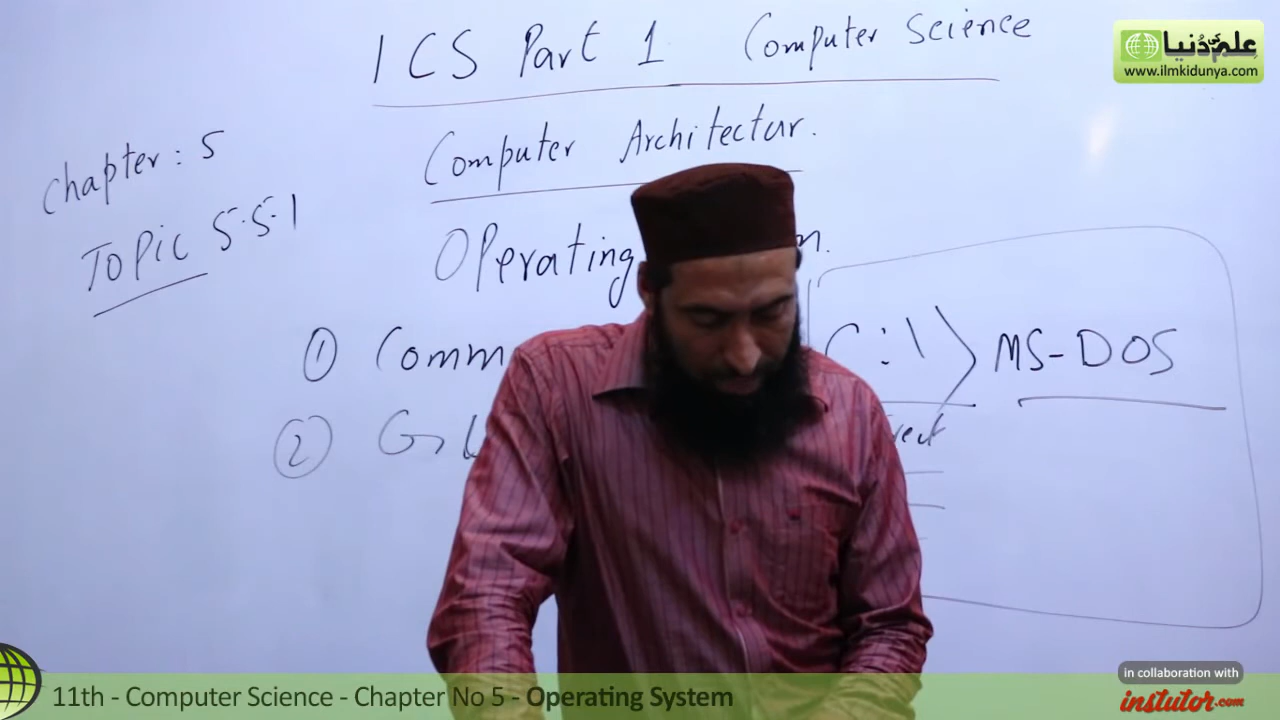 ICS Part 1 Computer Science
علم کی دُنیا
www.ilmkidunya.com
Computer Architectur.
Chapter: 5
Topic 5.5.1
Operating
① Comm
C:\> MS-DOS
②
in collaboration with
instutor.com
11th - Computer Science - Chapter No 5 - Operating System